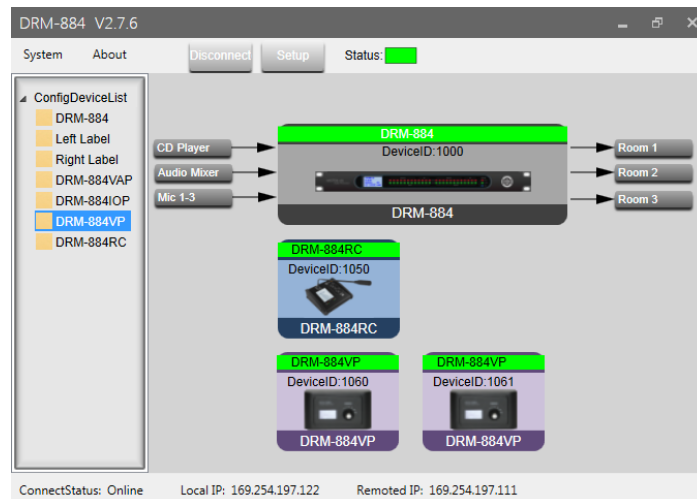 DRM-884 V2.7.6
System About Disconnect Setup Status:
ConfigDeviceList
DRM-884
Left Label
Right Label
DRM-884VAP
DRM-884IOP
DRM-884VP
DRM-884RC
CD Player
Audio Mixer
Mic 1-3
DRM-884
DeviceID:1000
DRM-884
Room 1
Room 2
Room 3
DRM-884RC
DeviceID:1050
DRM-884RC
DRM-884VP
DeviceID:1060
DRM-884VP
DRM-884VP
DeviceID:1061
DRM-884VP
ConnectStatus: Online Local IP: 169.254.197.122 Remoted IP: 169.254.197.111